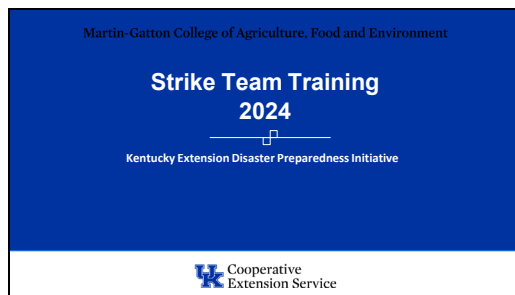 Martin-Gatton College of Agriculture, Food and Environment
Strike Team Training
2024
Kentucky Extension Disaster Preparedness Initiative
UK Cooperative
Extension Service